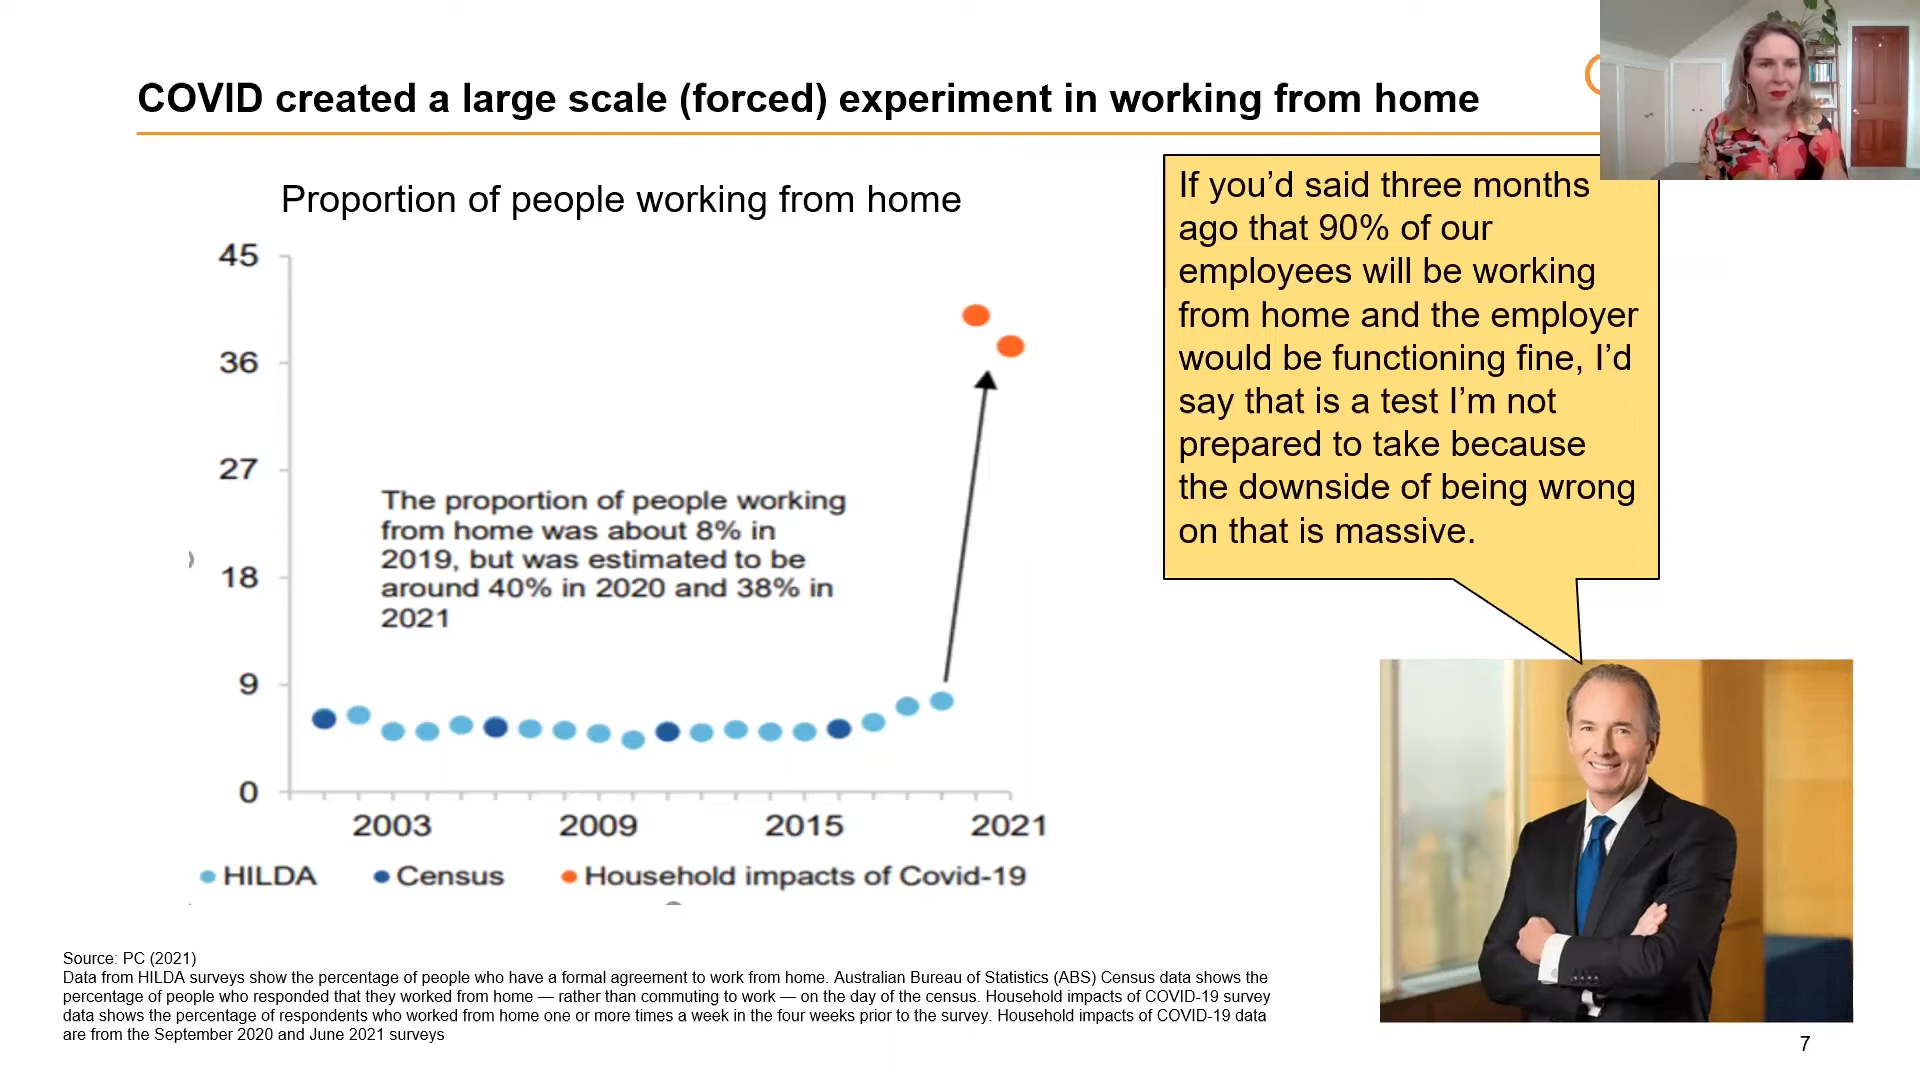 COVID created a large scale (forced) experiment in working from home
Proportion of people working from home
45
36
27
18
9
0
The proportion of people working
from home was about 8% in
2019, but was estimated to be
around 40% in 2020 and 38% in
2021
2003 2009 2015 2021
HILDA Census Household impacts of Covid-19
If you’d said three months
ago that 90% of our
employees will be working
from home and the employer
would be functioning fine, I’d
say that is a test I’m not
prepared to take because
the downside of being wrong
on that is massive.
Source: PC (2021)
Data from HILDA surveys show the percentage of people who have a formal agreement to work from home. Australian Bureau of Statistics (ABS) Census data shows the
percentage of people who responded that they worked from home — rather than commuting to work — on the day of the census. Household impacts of COVID-19 survey
data shows the percentage of respondents who worked from home one or more times a week in the four weeks prior to the survey. Household impacts of COVID-19 data
are from the September 2020 and June 2021 surveys
7